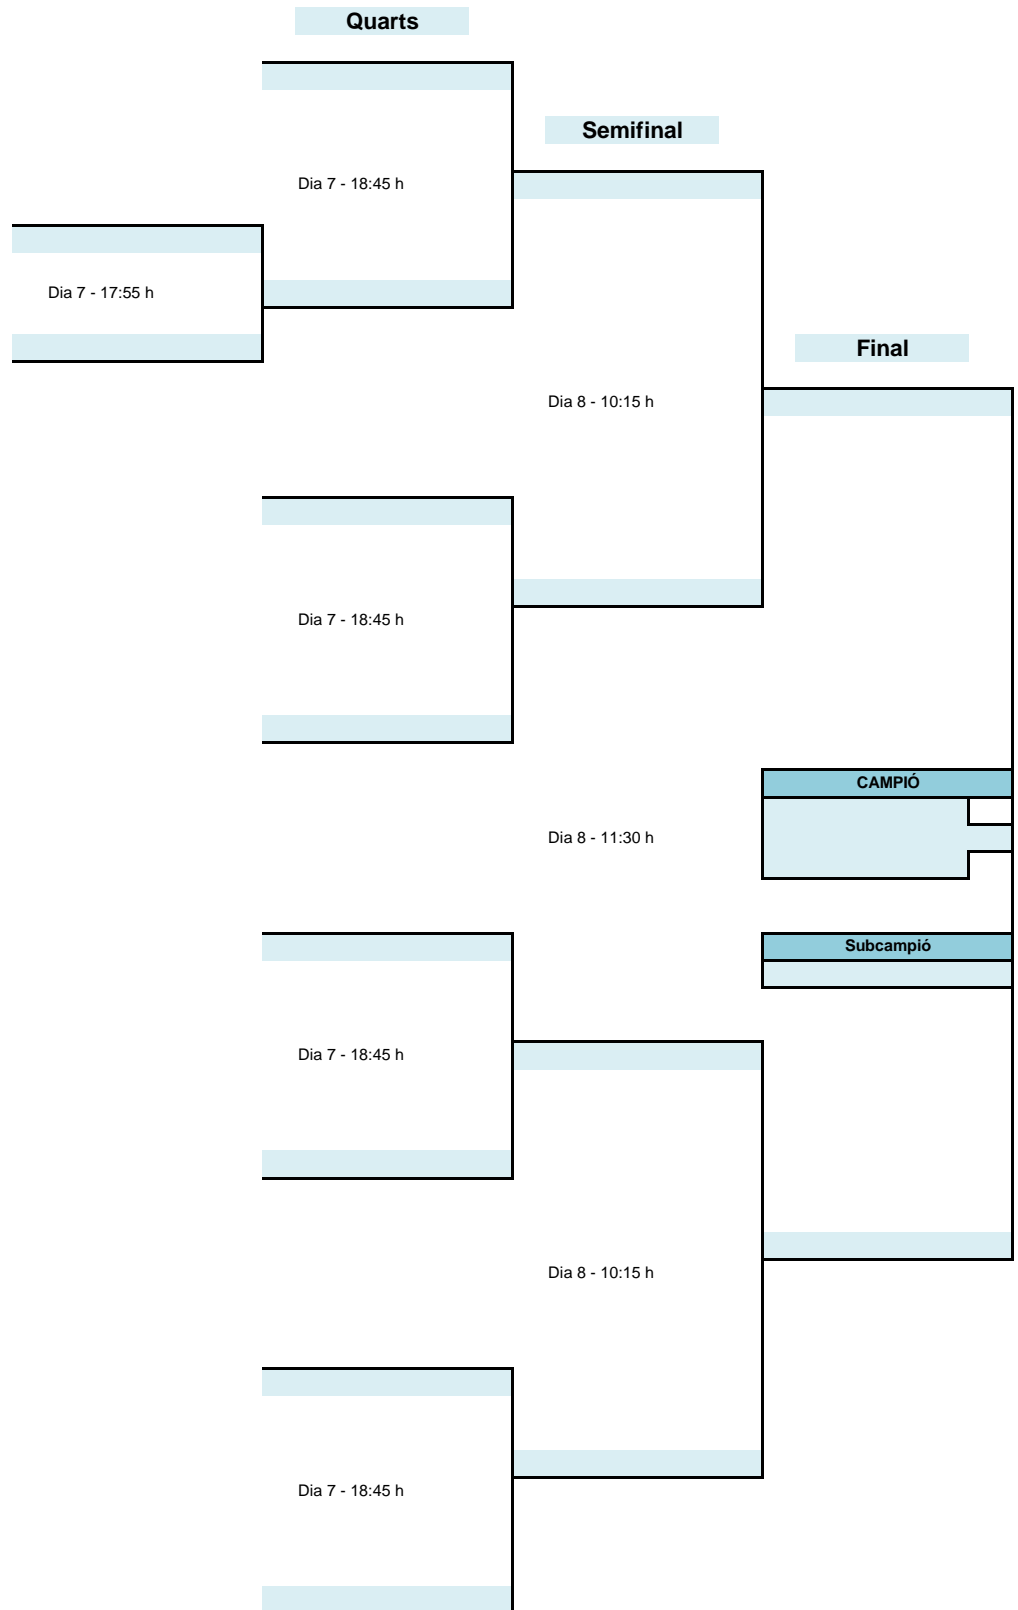 Quarts
Semifinal
Dia 7 - 18:45 h
Dia 7 - 17:55 h
Final
Dia 8 - 10:15 h
Dia 7 - 18:45 h
CAMPIÓ
Dia 8 - 11:30 h
Subcampió
Dia 7 - 18:45 h
Dia 8 - 10:15 h
Dia 7 - 18:45 h